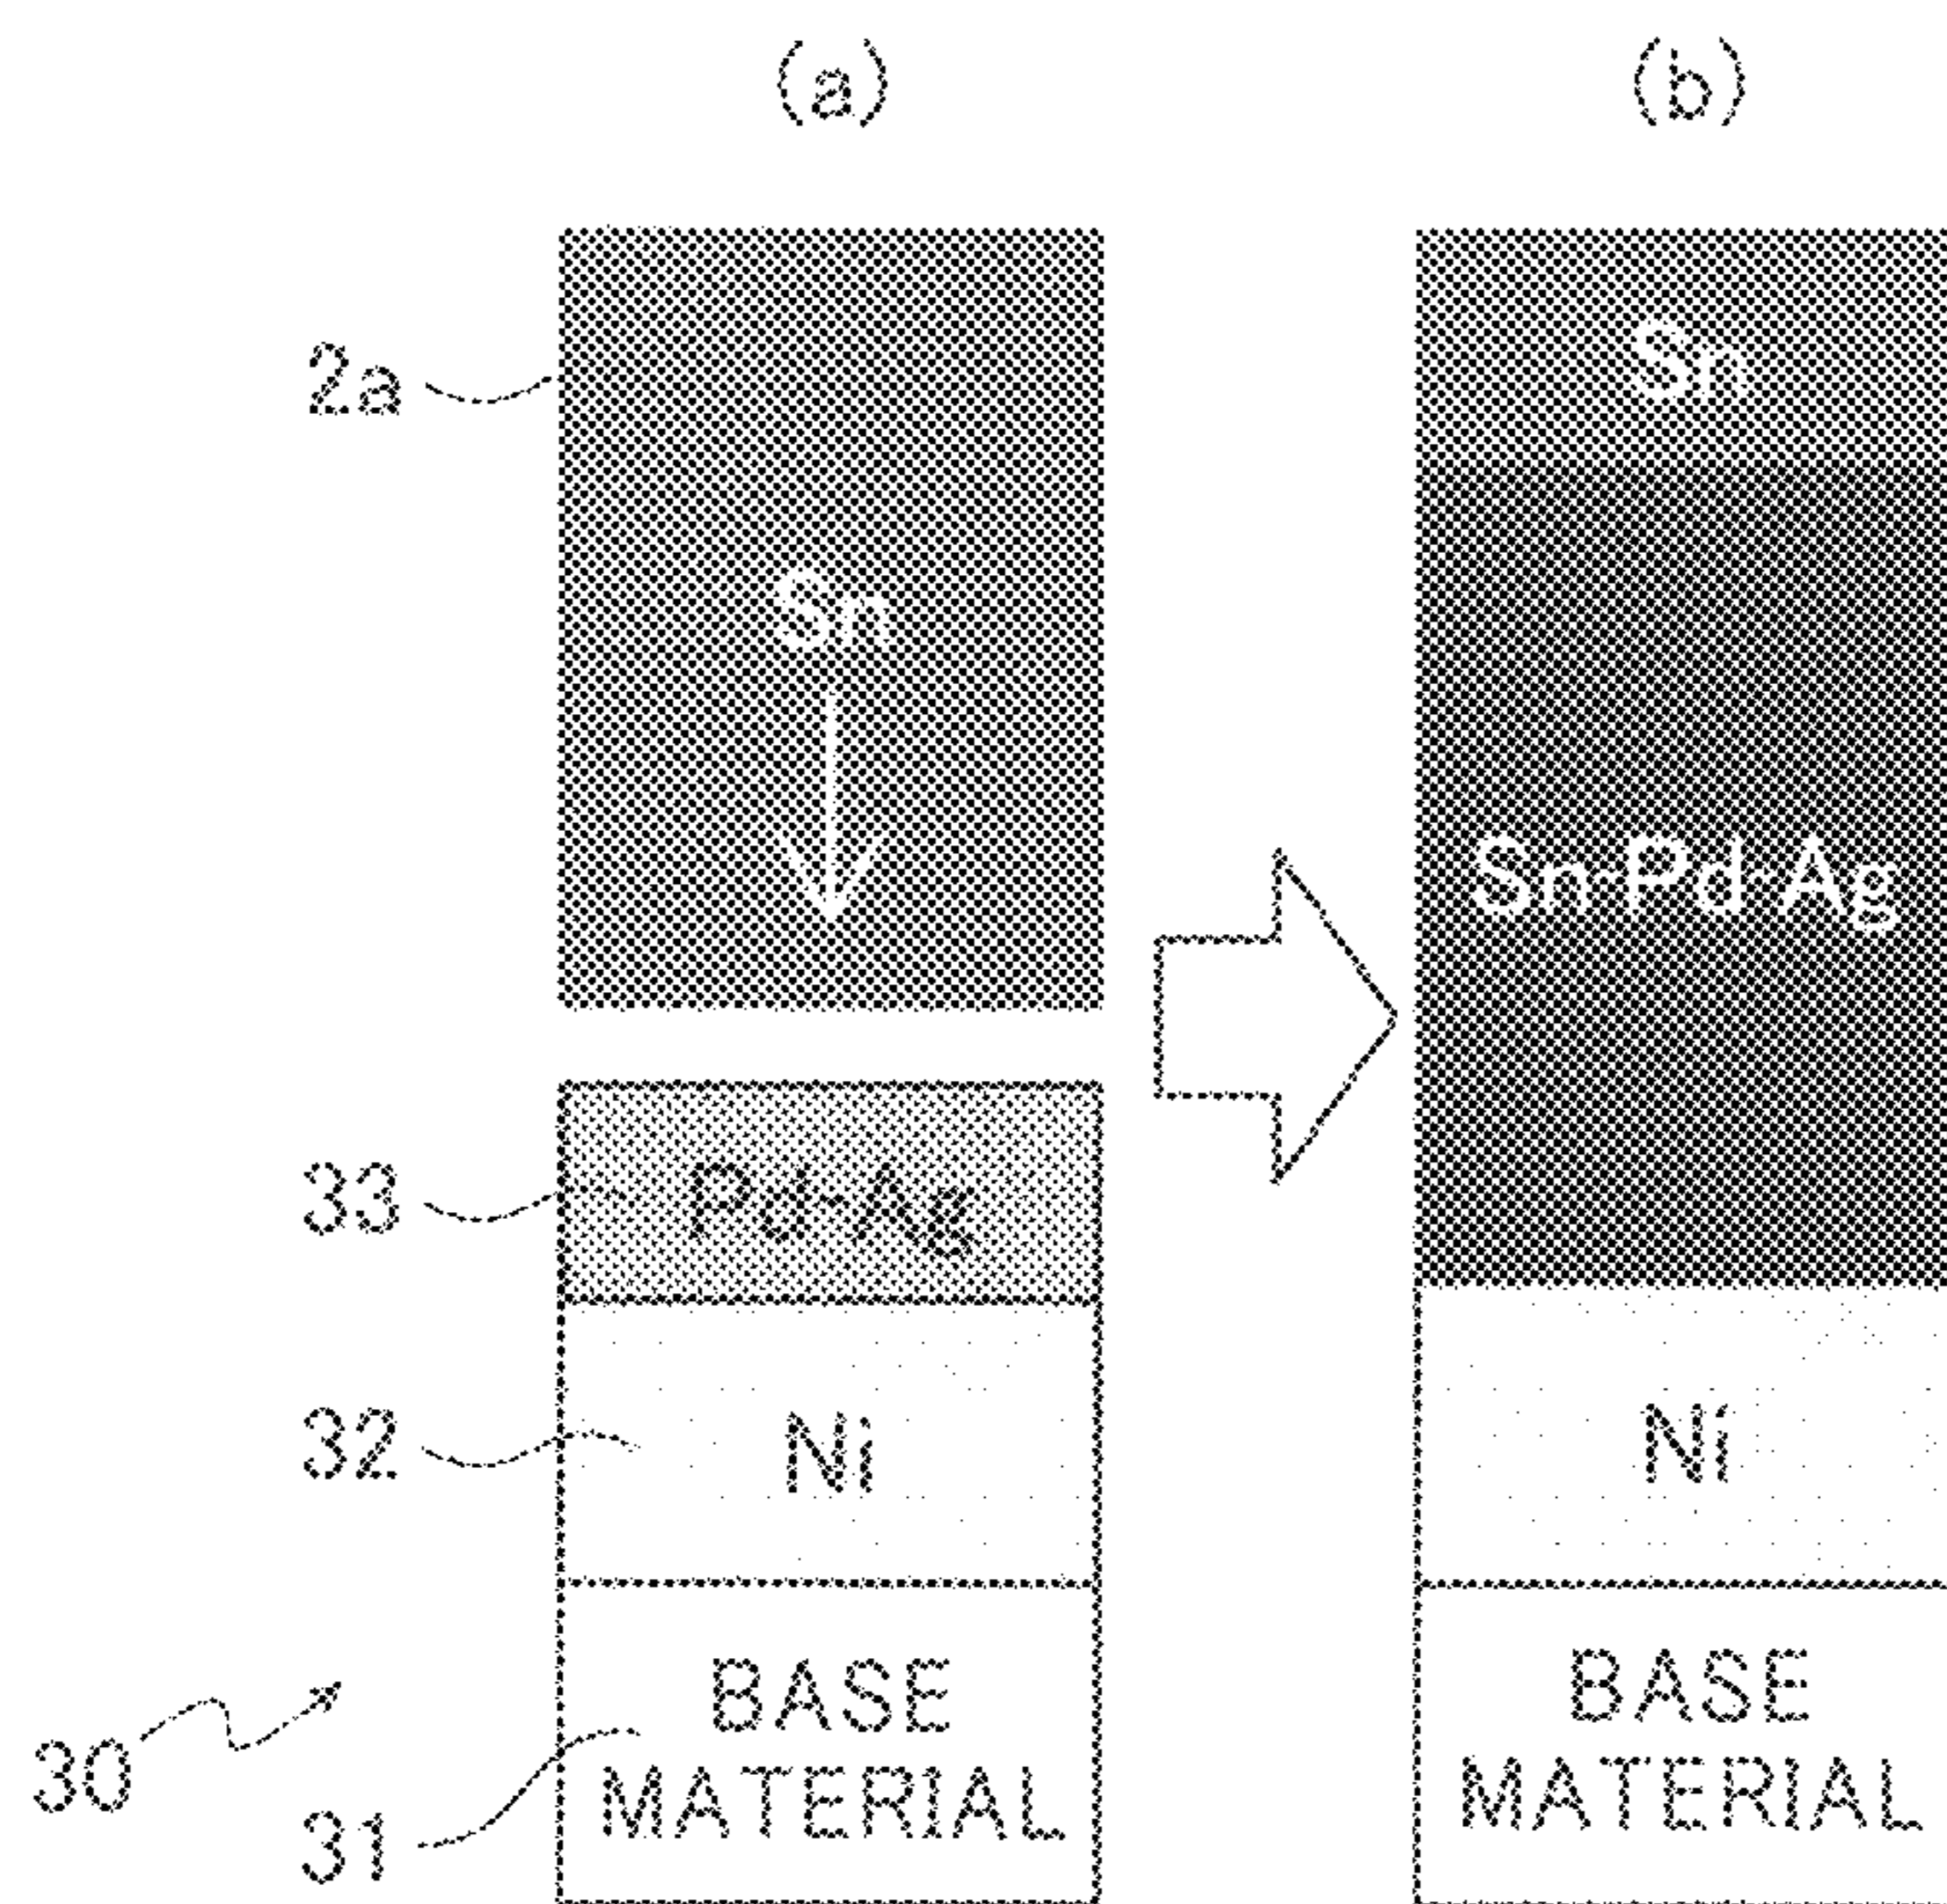 (a)
(b)
2a
Sn
Sn
Sn-Pd-Ag
33
Pd-Ag
32
Ni
Ni
30
31
BASE
MATERIAL
BASE
MATERIAL